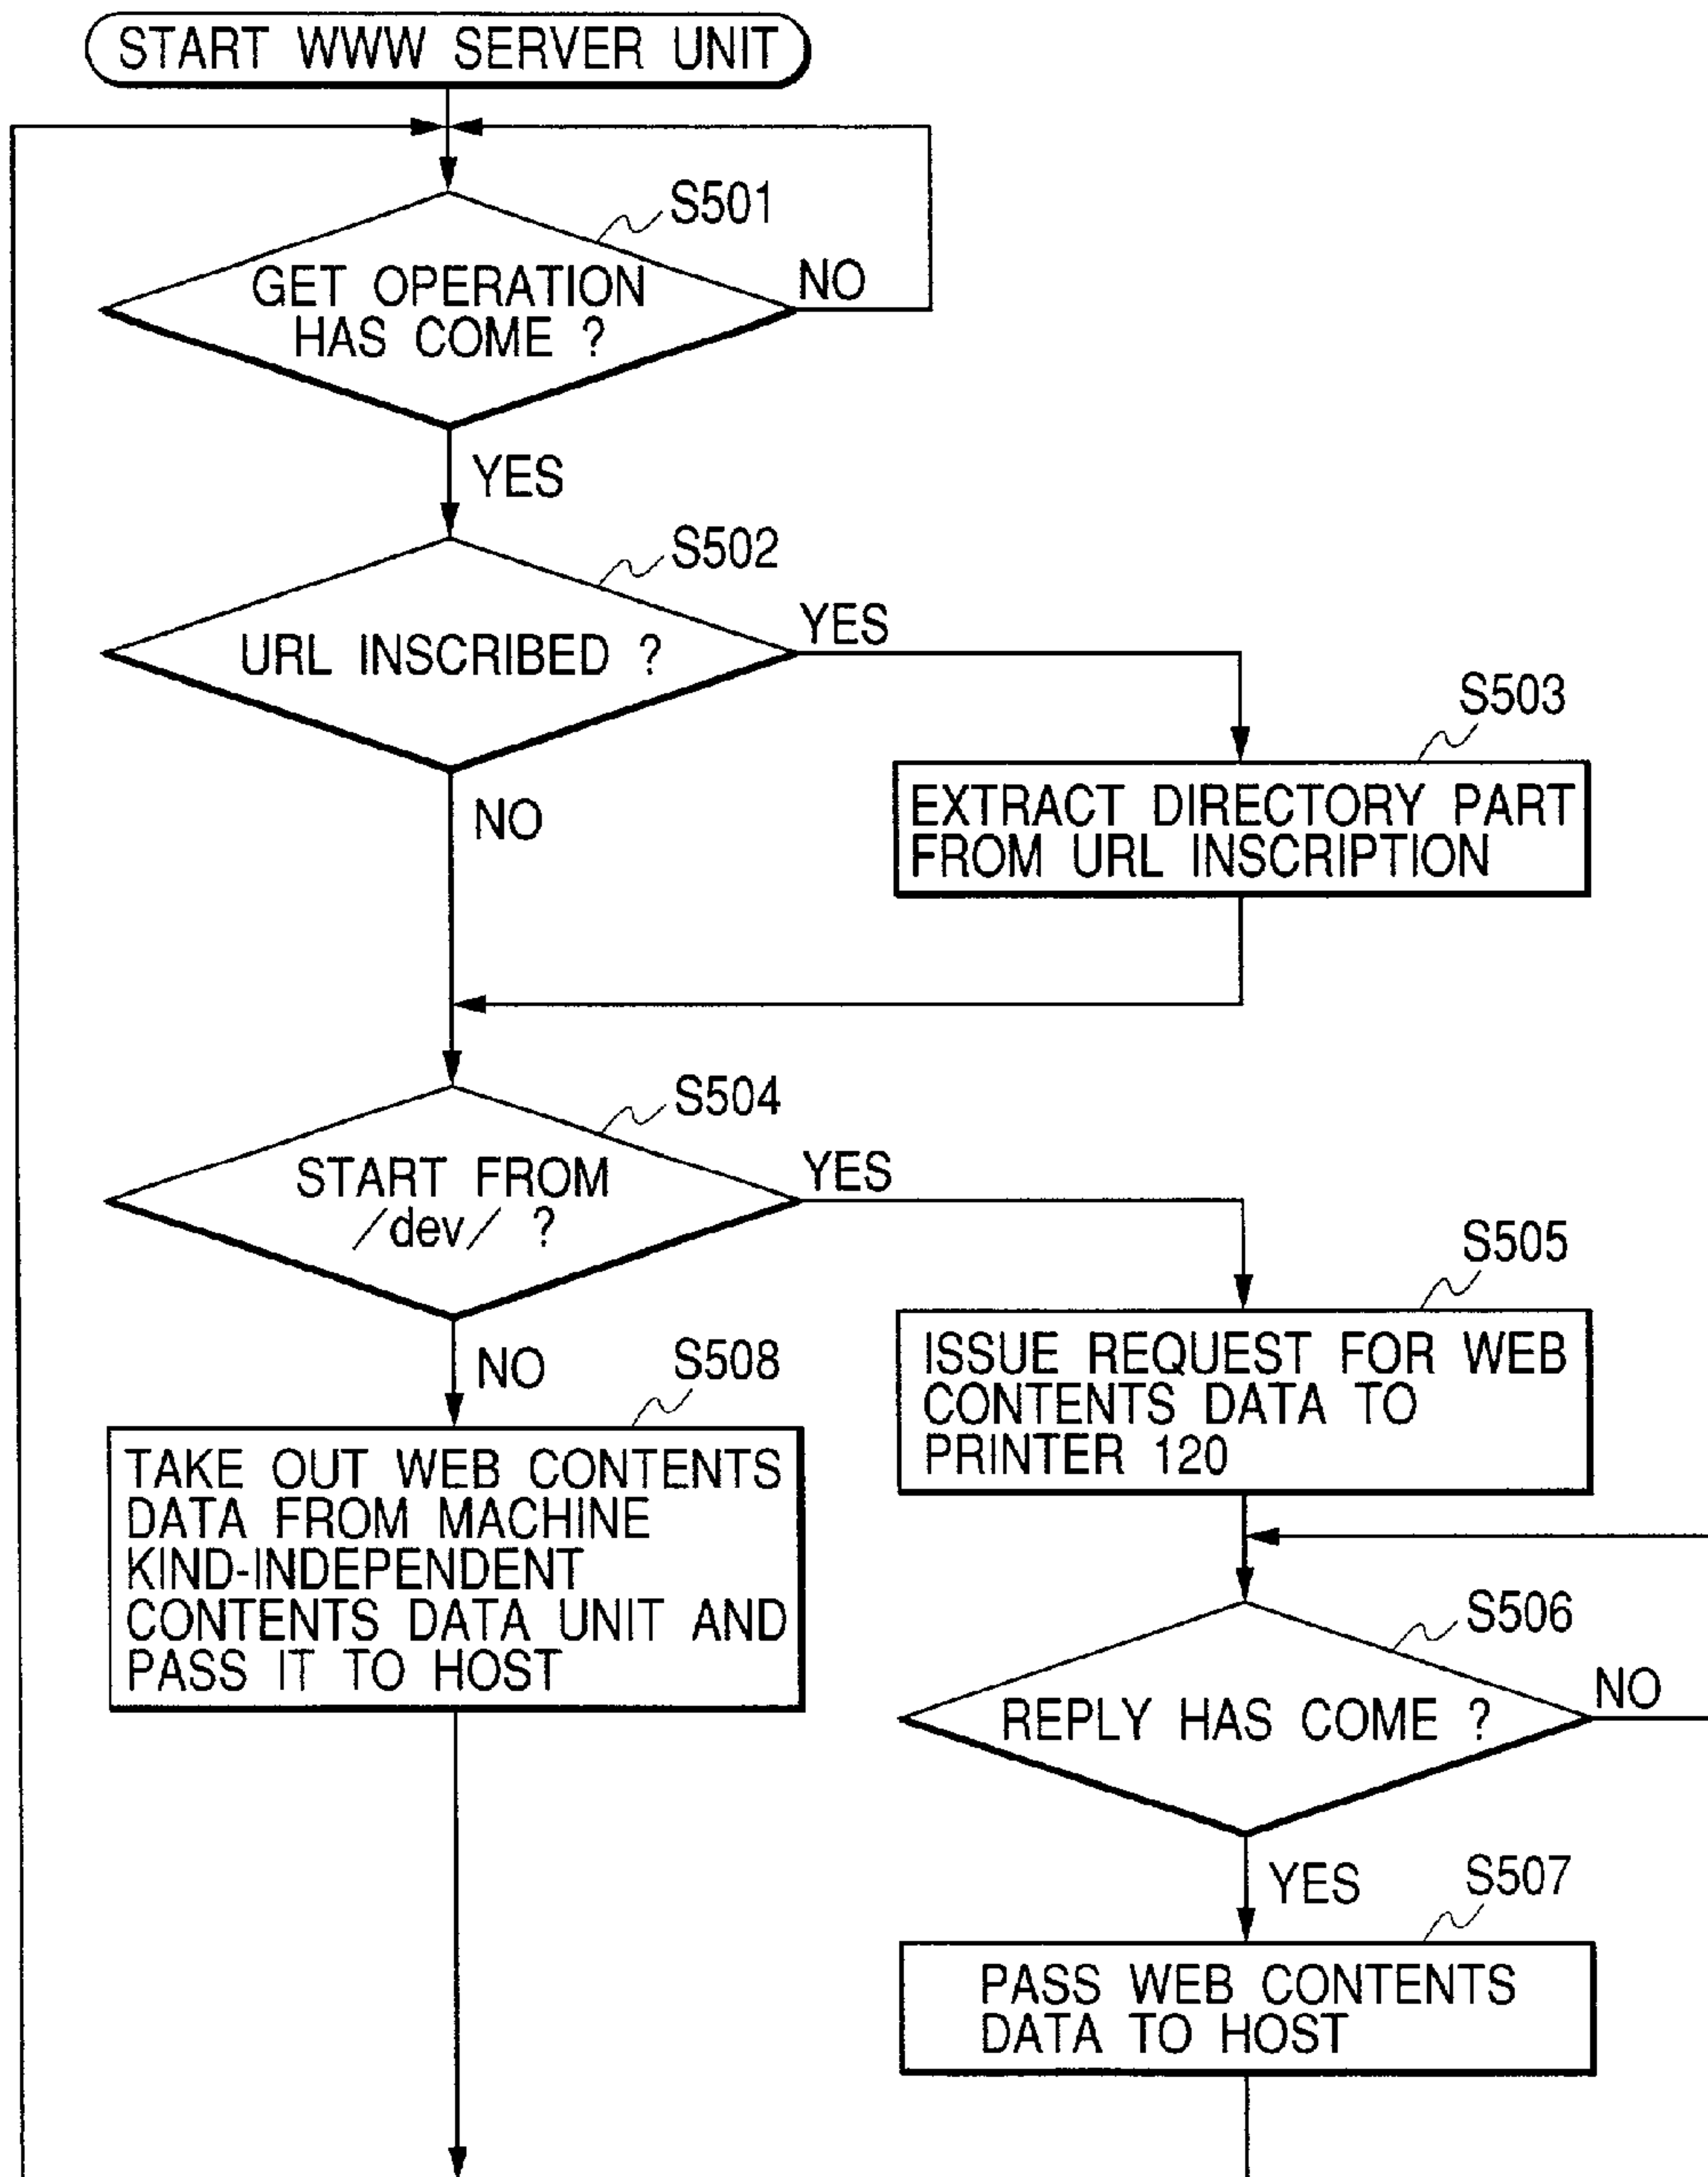 START WWW SERVER UNIT
S501
GET OPERATION
HAS COME ?
NO
YES
S502
URL INSCRIBED ?
YES
NO
S503
EXTRACT DIRECTORY PART
FROM URL INSCRIPTION
S504
START FROM
/dev/ ?
YES
NO
S505
ISSUE REQUEST FOR WEB
CONTENTS DATA TO
PRINTER 120
S508
TAKE OUT WEB CONTENTS
DATA FROM MACHINE
KIND-INDEPENDENT
CONTENTS DATA UNIT AND
PASS IT TO HOST
S506
REPLY HAS COME ?
NO
YES
S507
PASS WEB CONTENTS
DATA TO HOST